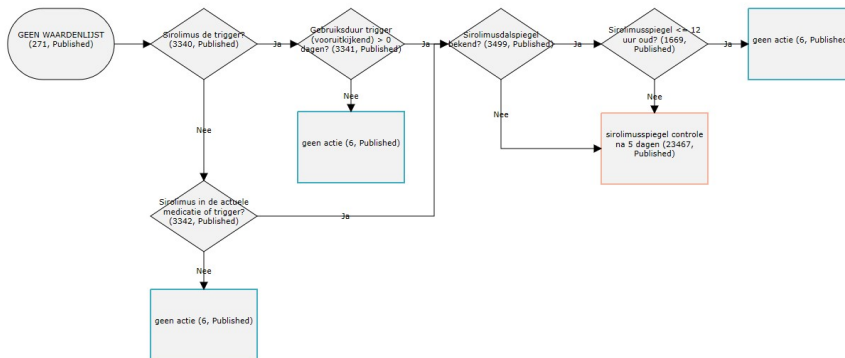 GEEN WAARDENLIJST
(271, Published)
Sirolimus de trigger?
(3340, Published)
Ja
Gebruiksduur trigger
(vooruitkijkend) > 0
dagen? (3341, Published)
Ja
Sirolimusdalspiegel
bekend? (3499, Published)
Ja
Sirolimusspiegel <= 12
uur oud? (1669,
Published)
Ja
geen actie (6, Published)
Nee
geen actie (6, Published)
Nee
Nee
sirolimusspiegel controle
na 5 dagen (23467,
Published)
Nee
Sirolimus in de actuele
medicatie of trigger?
(3342, Published)
Ja
Nee
geen actie (6, Published)